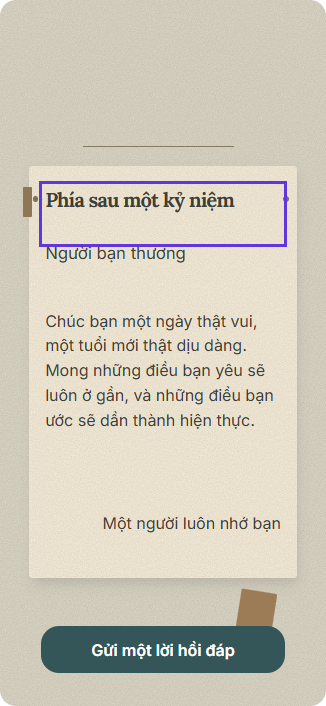 Phía sau một kỷ niệm
Người bạn thương
Chúc bạn một ngày thật vui,
một tuổi mới thật dịu dàng.
Mong những điều bạn yêu sẽ
luôn ở gần, và những điều bạn
ước sẽ dần thành hiện thực.
Một người luôn nhớ bạn
Gửi một lời hồi đáp